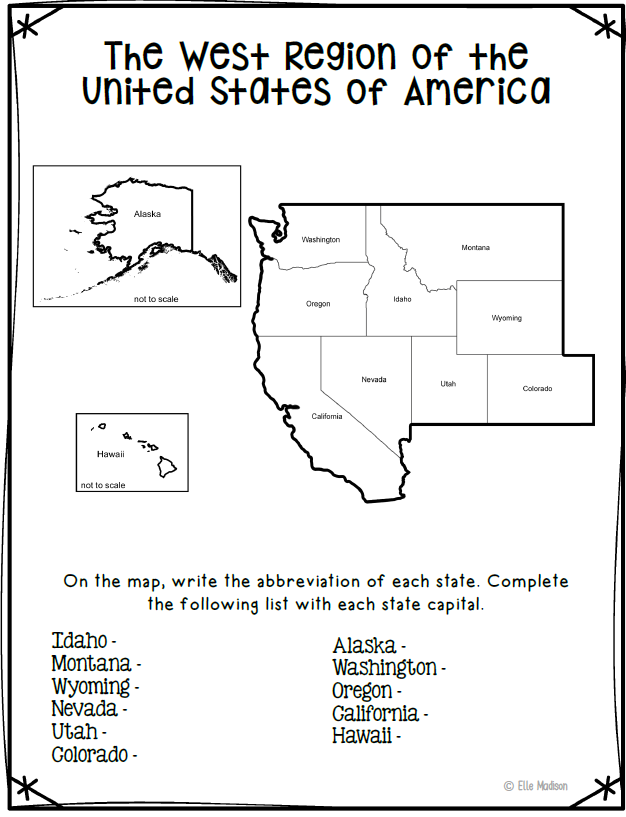 The West Region of the
United States of America
Alaska
not to scale
Washington
Montana
Oregon
Idaho
Wyoming
Nevada
Utah
Colorado
California
Hawaii
not to scale
On the map, write the abbreviation of each state. Complete
the following list with each state capital.
Idaho -
Montana -
Wyoming -
Nevada -
Utah -
Colorado -
Alaska -
Washington -
Oregon -
California -
Hawaii -
© Elle Madison